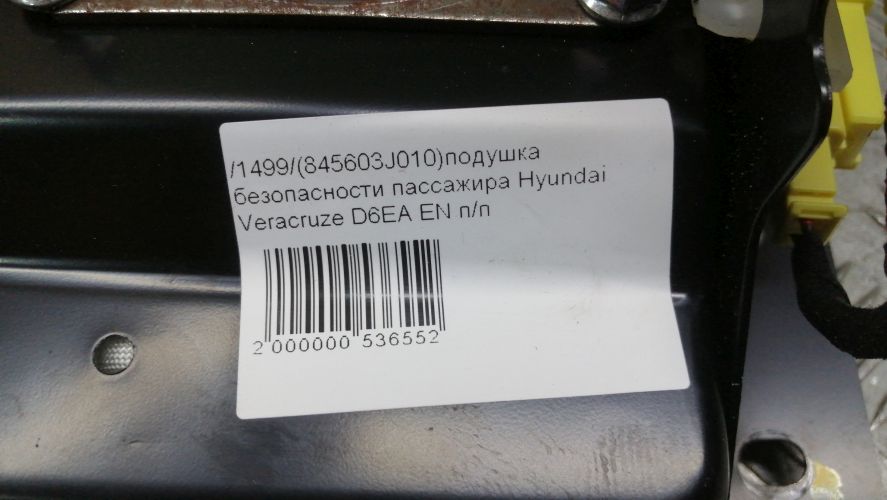 /1499/(845603J010)подушка
безопасности пассажира Hyundai
Veracruze D6EA EN п/п
2 000000 536552